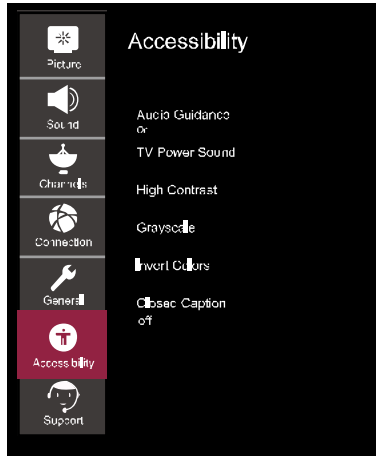 Accessibility
Picture
Sound
Channels
Connection
General
Accessibility
Support
Audio Guidance
TV Power Sound
High Contrast
Grayscale
Invert Colors
Closed Caption
off